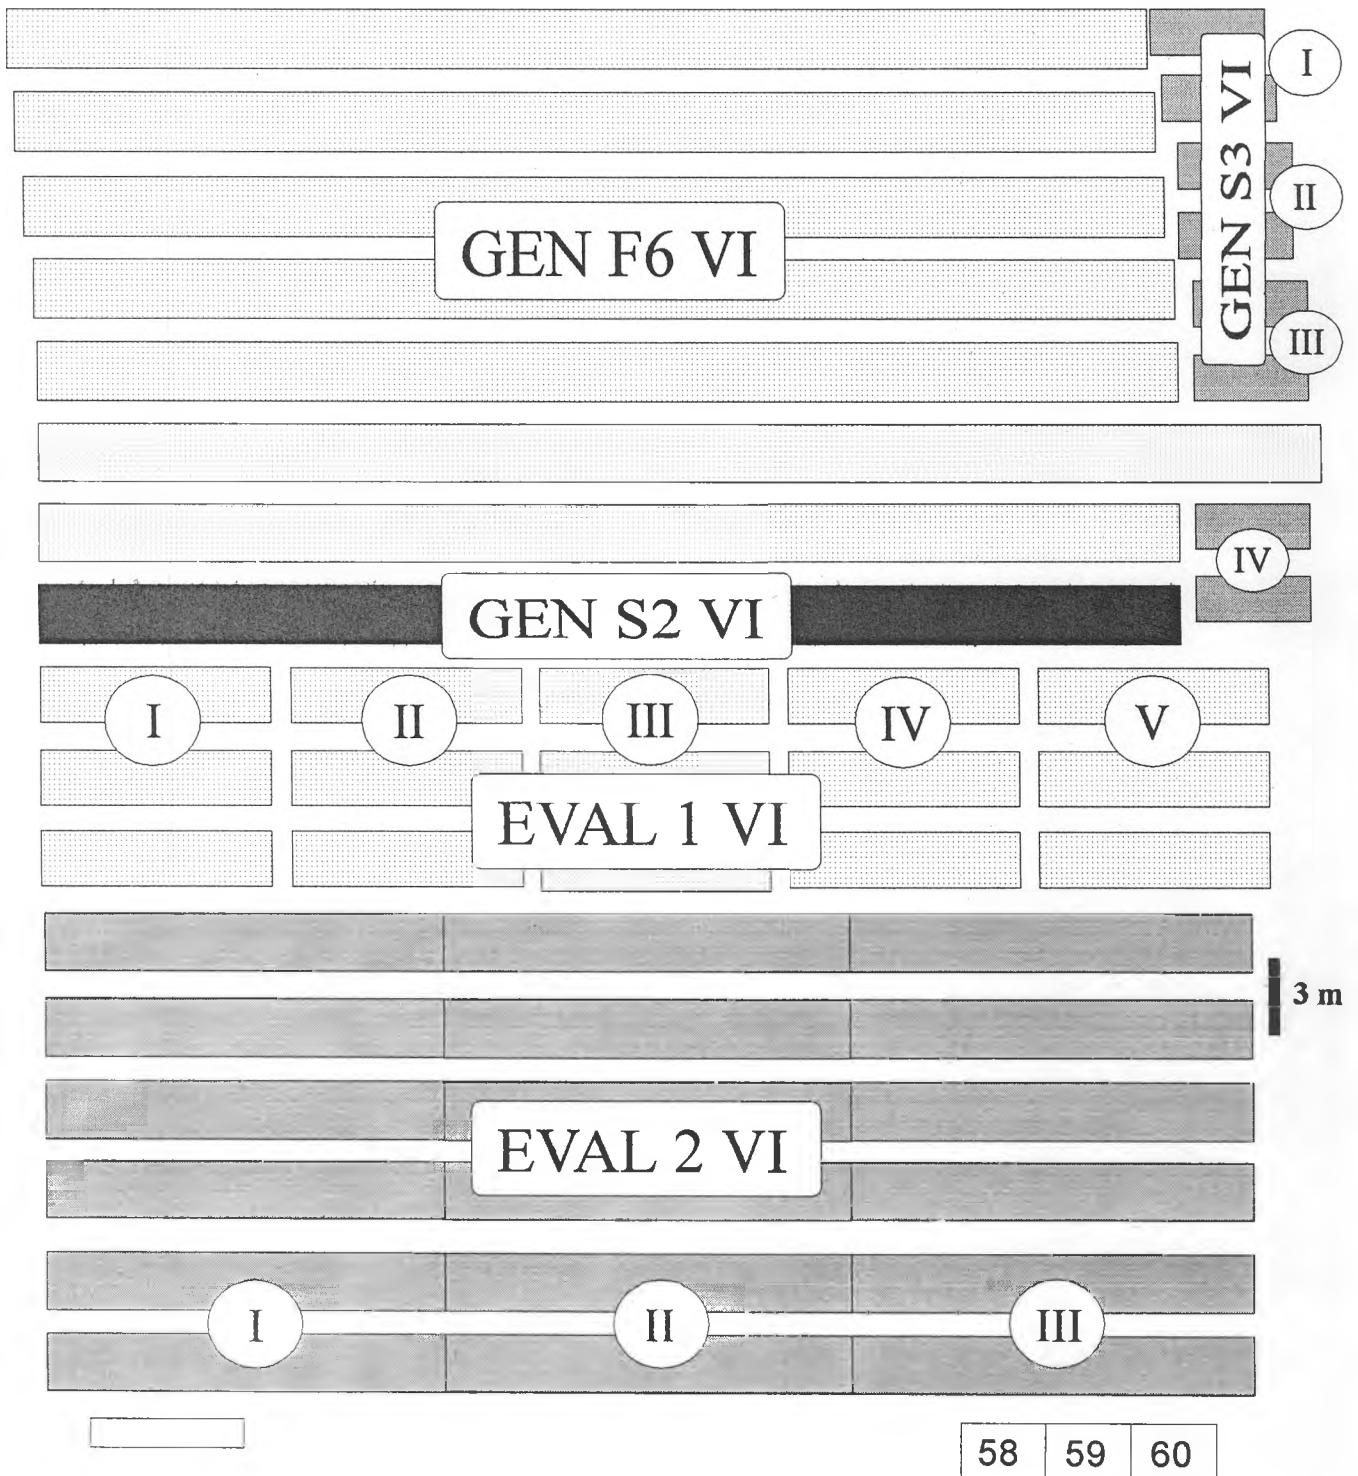 I
GEN S3 VI
II
GEN F6 VI
III
IV
GEN S2 VI
I II III IV V
EVAL 1 VI
3 m
EVAL 2 VI
I II III
58 59 60